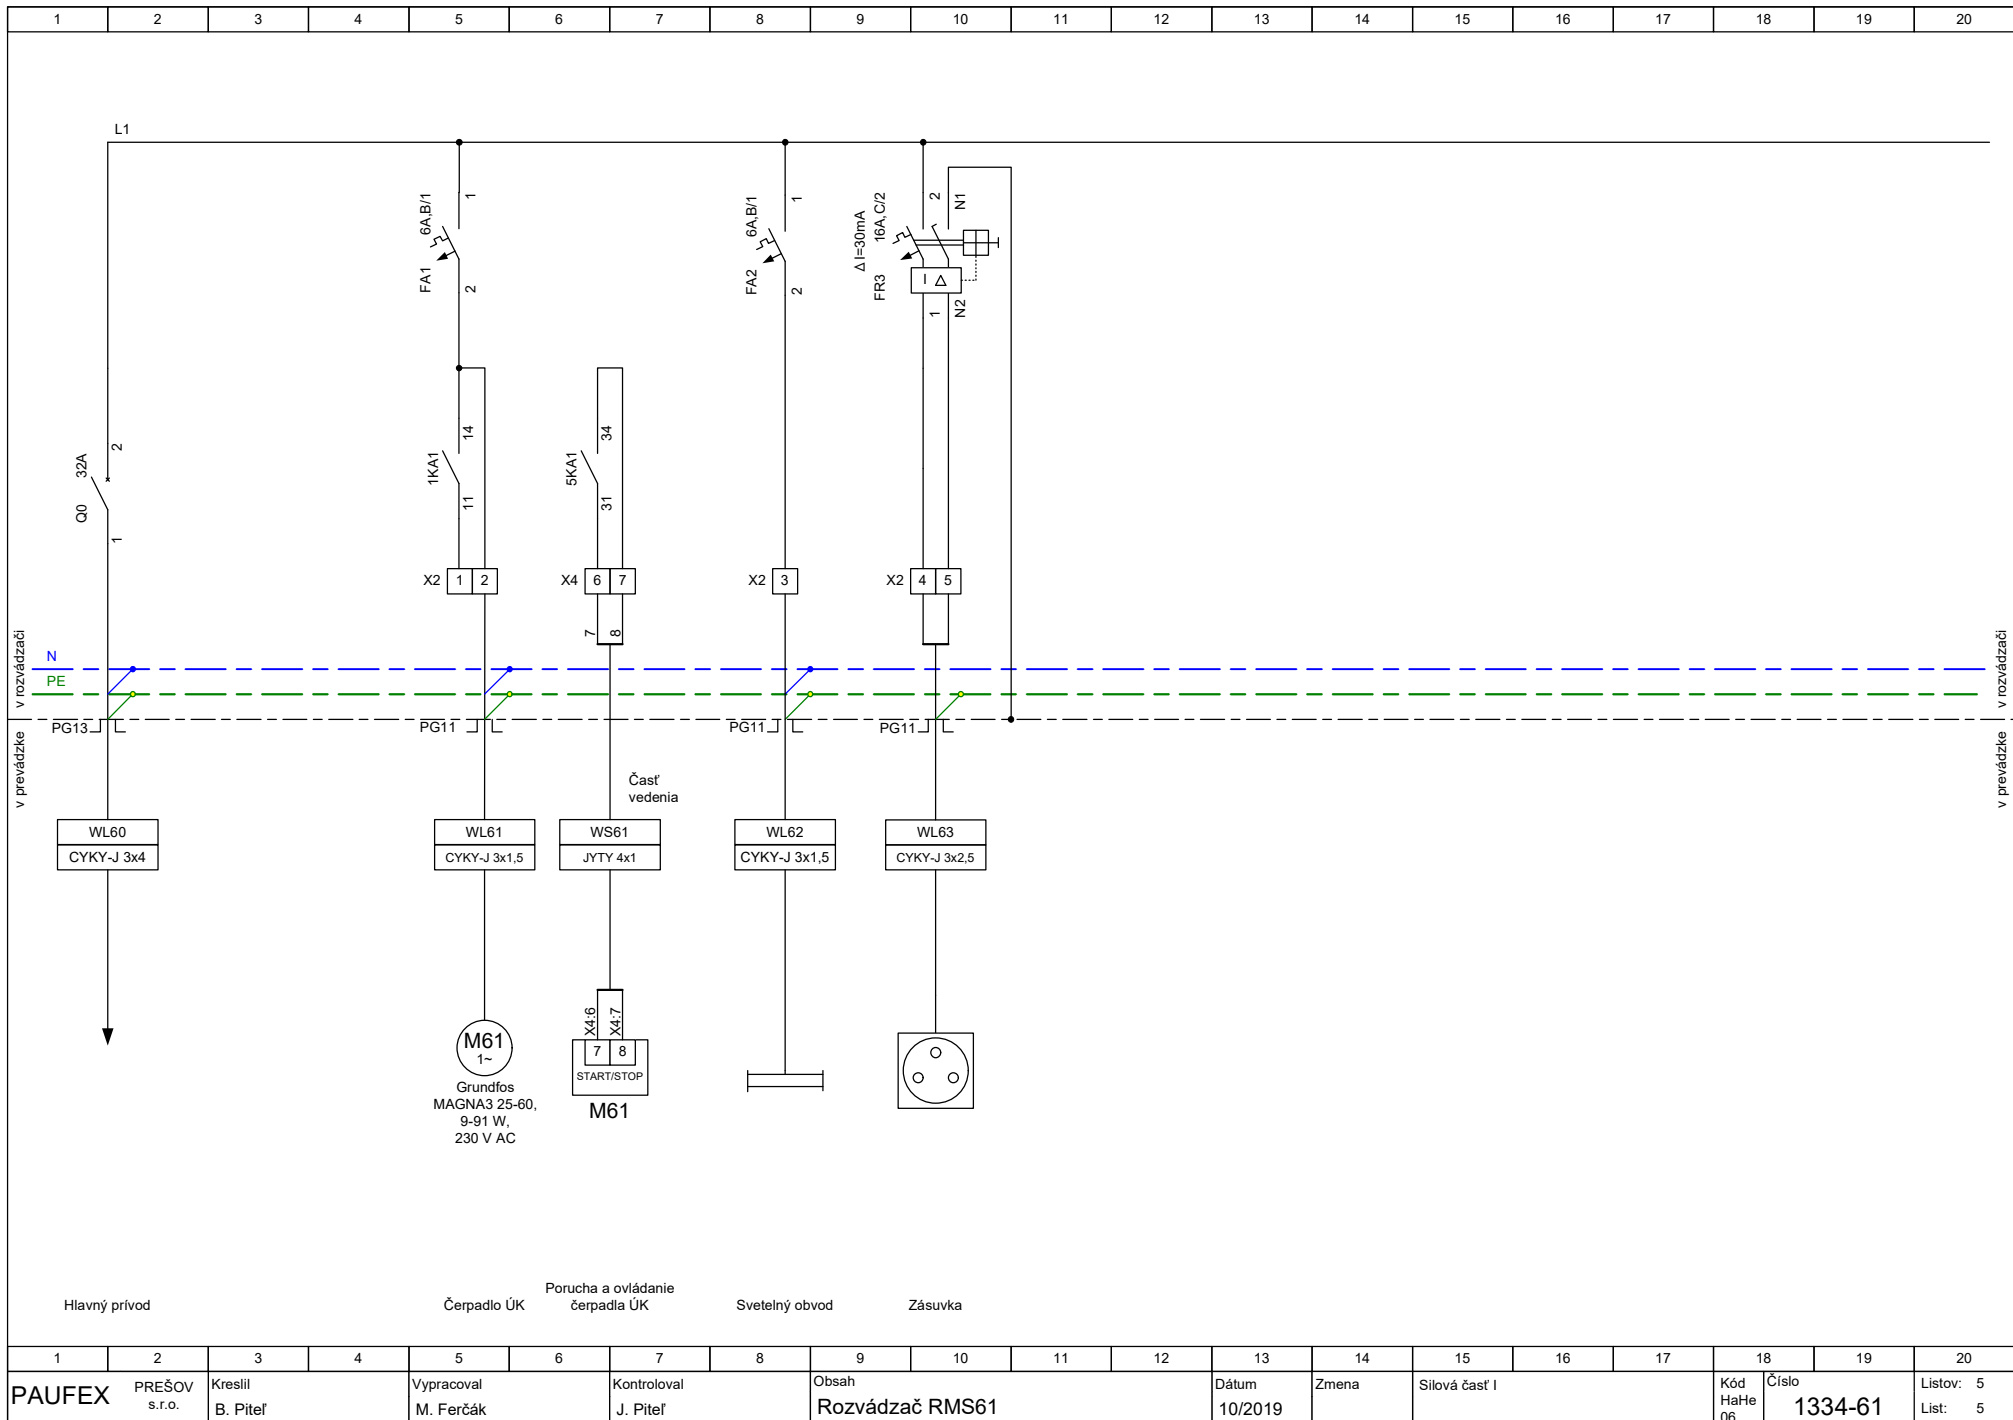 1 2 3 4 5 6 7 8 9 10 11 12 13 14 15 16 17 18 19 20
L1
32A
Q0
2
1
6A,B/1
FA1
1
2
1KA1
14
11
X2 1 2
5KA1
34
31
X4 6 7
7 8
6A,B/1
FA2
1
2
X2 3
Δ I=30mA
16A,C/2
FR3
2
N1
I Δ
1
N2
X2 4 5
v rozvádzači
v prevádzke
N
PE
v rozvádzači
v prevádzke
PG13
PG11
PG11
PG11
Časť
vedenia
WL60
CYKY-J 3x4
WL61
CYKY-J 3x1,5
WS61
JYTY 4x1
WL62
CYKY-J 3x1,5
WL63
CYKY-J 3x2,5
M61
1~
Grundfos
MAGNA3 25-60,
9-91 W,
230 V AC
X4:6
X4:7
7 8
START/STOP
M61
Hlavný prívod
Čerpadlo ÚK
Porucha a ovládanie
čerpadla ÚK
Svetelný obvod
Zásuvka
1 2 3 4 5 6 7 8 9 10 11 12 13 14 15 16 17 18 19 20
PAUFEX
PREŠOV
s.r.o.
Kreslil
B. Piteľ
Vypracoval
M. Ferčák
Kontroloval
J. Piteľ
Obsah
Rozvádzač RMS61
Dátum
10/2019
Zmena
Silová časť I
Kód
HaHe
06
Číslo
1334-61
Listov: 5
List: 5